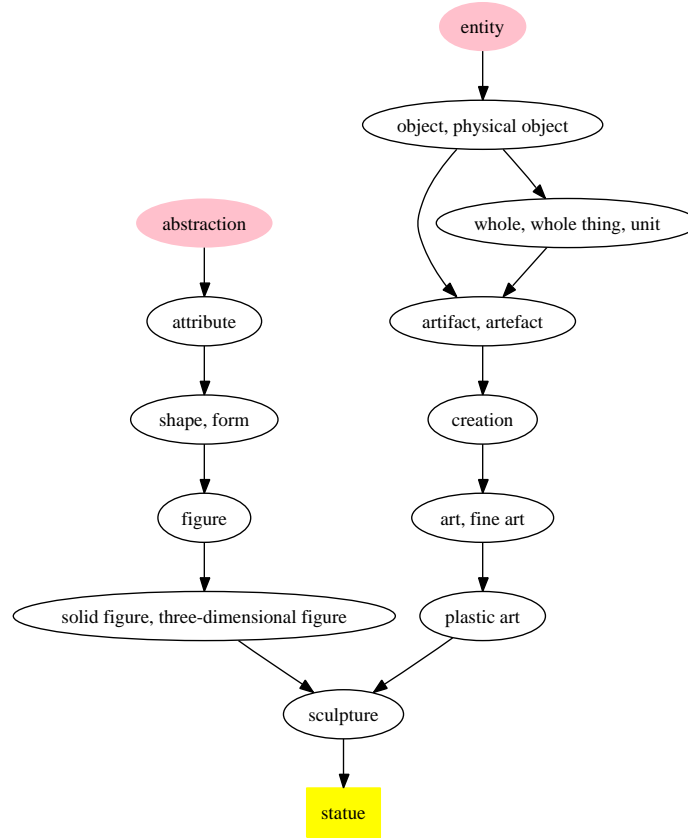 entity
object, physical object
abstraction
whole, whole thing, unit
attribute
artifact, artefact
shape, form
creation
figure
art, fine art
solid figure, three-dimensional figure
plastic art
sculpture
statue